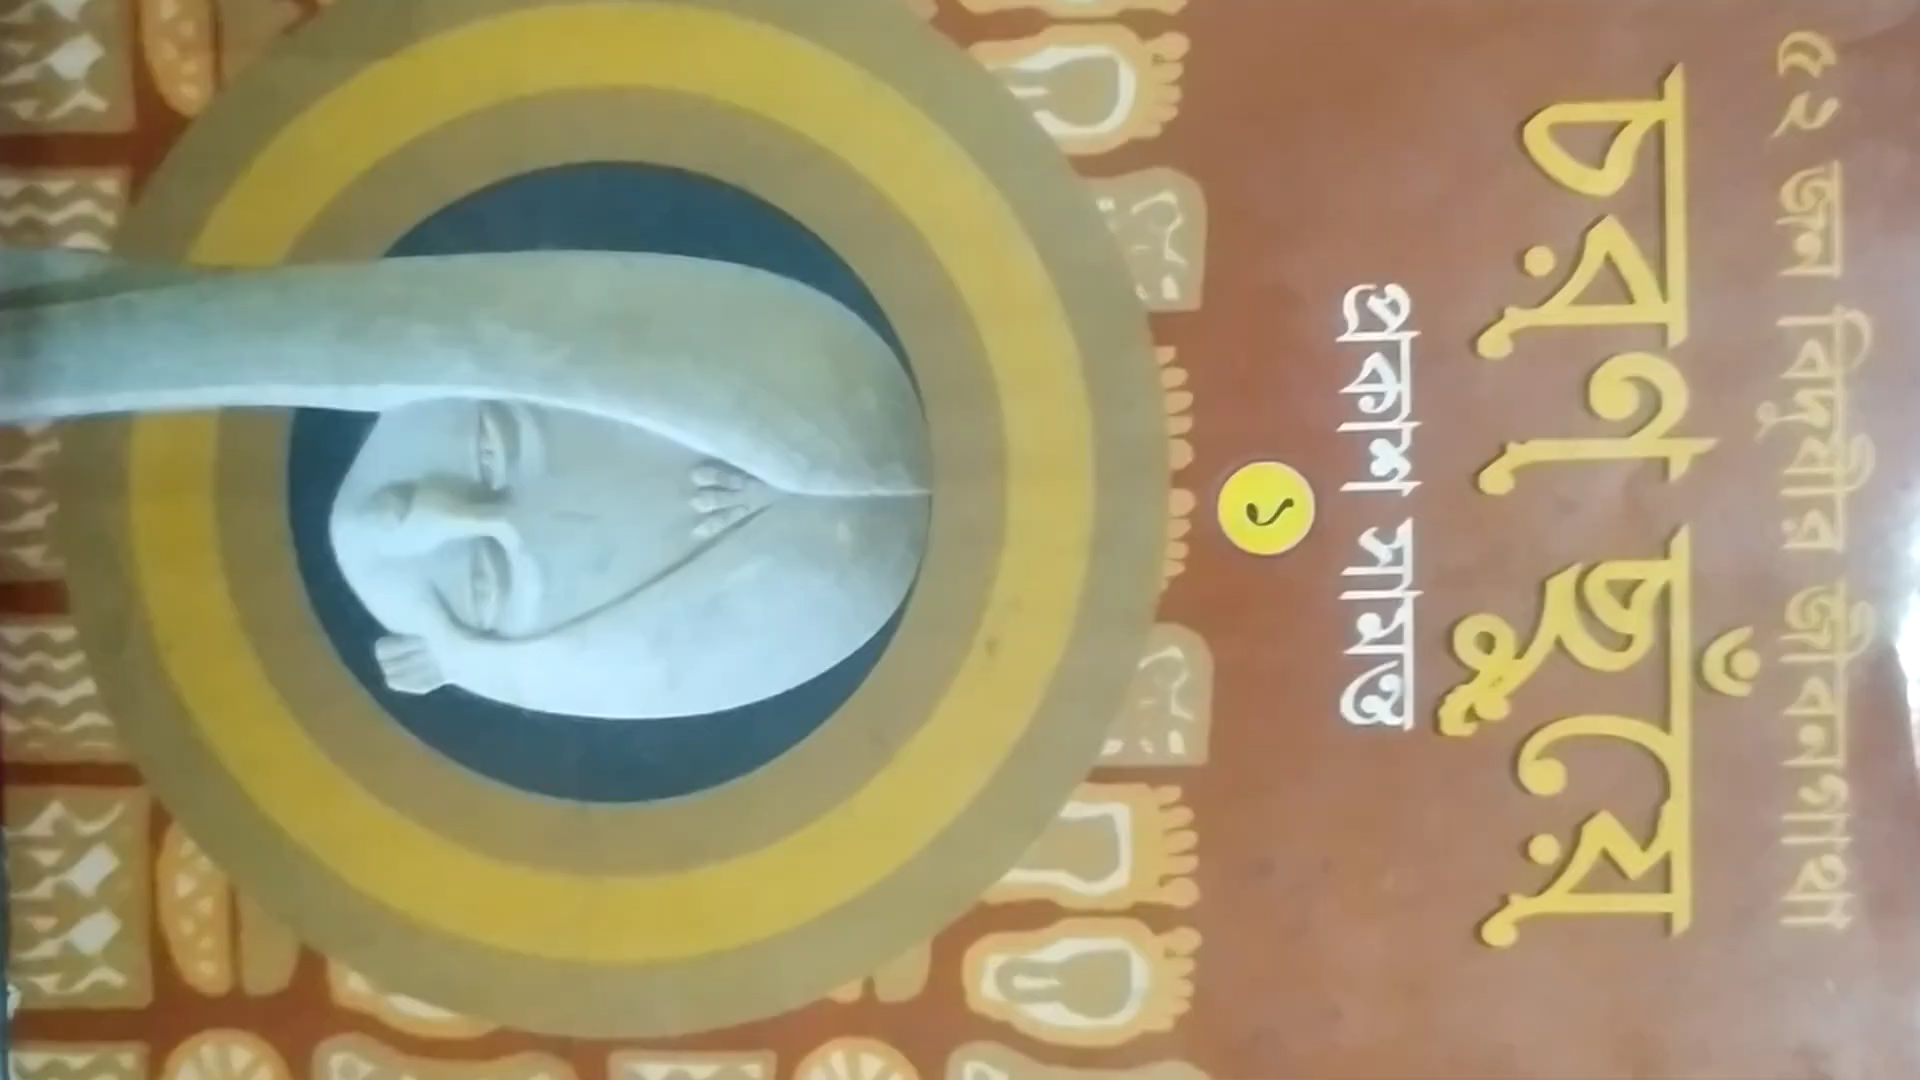 ৫২ জন বিদুষীর জীবনগাথা
চরণ ছুঁয়ে
প্রকাশ সামন্ত
১